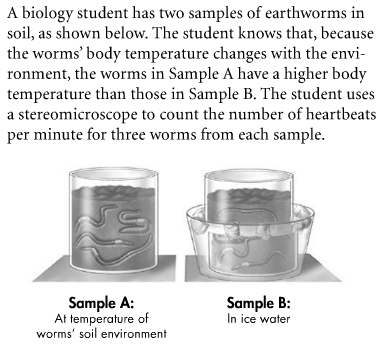 A biology student has two samples of earthworms in
soil, as shown below. The student knows that, because
the worms' body temperature changes with the envi-
ronment, the worms in Sample A have a higher body
temperature than those in Sample B. The student uses
a stereomicroscope to count the number of heartbeats
per minute for three worms from each sample.
Sample A:
At temperature of
worms' soil environment
Sample B:
In ice water